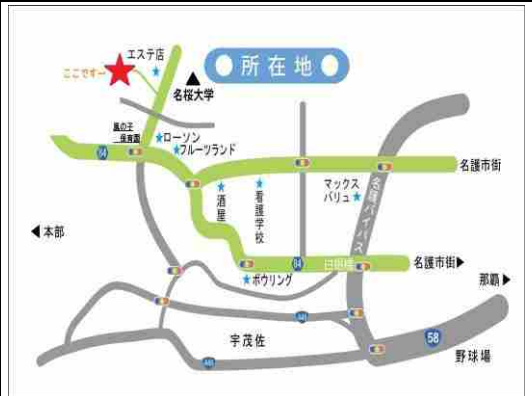 所在地
エステ店
ここですー
名桜大学
風の子
保育園
ローソン
フルーツランド
84
名護市街
酒屋
看護学校
マックス
バリュ
名護バイパス
本部
84
名護市街
ボウリング
那覇
449
宇茂佐
58
449
野球場